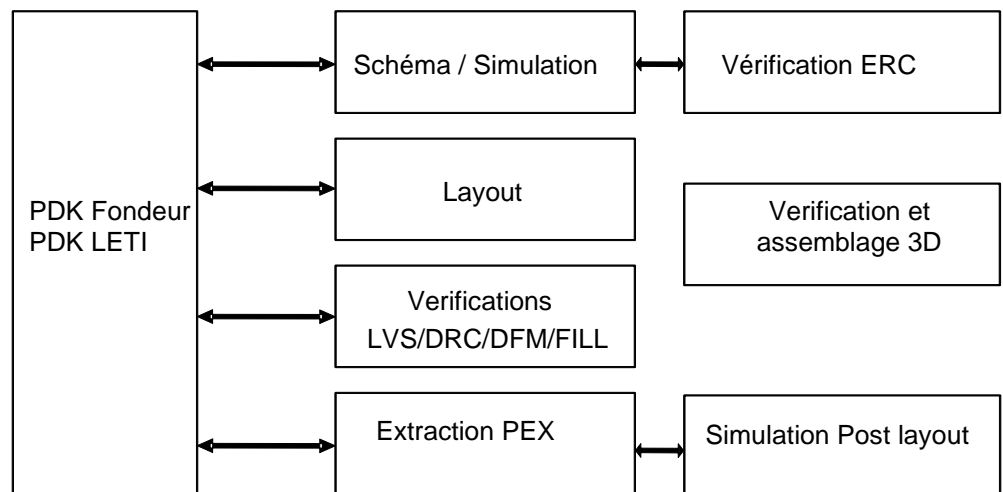 PDK Fondeur
PDK LETI
Schéma / Simulation
Vérification ERC
Layout
Verification et
assemblage 3D
Verifications
LVS/DRC/DFM/FILL
Extraction PEX
Simulation Post layout